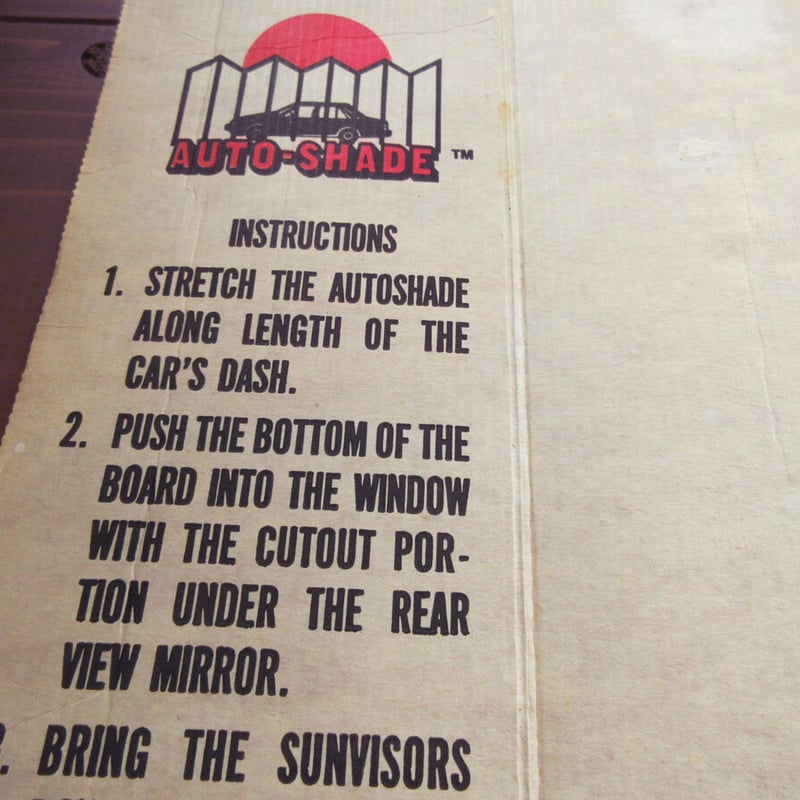 AUTO-SHADE ™
INSTRUCTIONS
1. STRETCH THE AUTOSHADE
ALONG LENGTH OF THE
CAR'S DASH.
2. PUSH THE BOTTOM OF THE
BOARD INTO THE WINDOW
WITH THE CUTOUT POR-
TION UNDER THE REAR
VIEW MIRROR.
3. BRING THE SUNVISORS